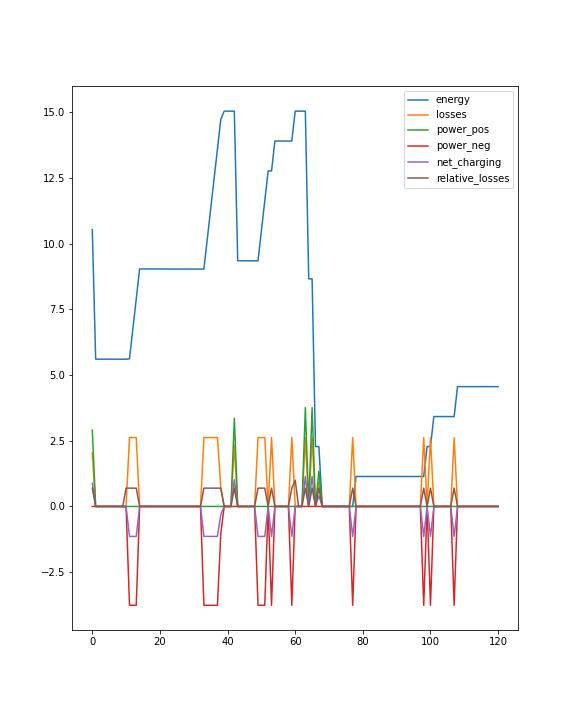 energy
losses
power_pos
power_neg
net_charging
relative_losses
15.0
12.5
10.0
7.5
5.0
2.5
0.0
−2.5
0 20 40 60 80 100 120